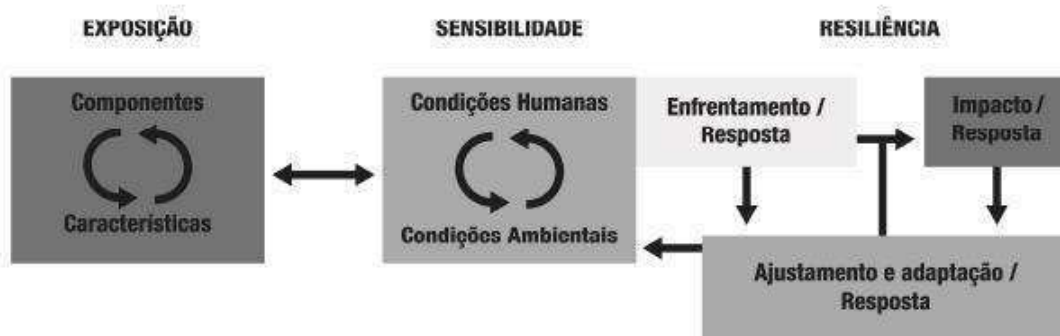 EXPOSIÇÃO
SENSIBILIDADE
RESILIÊNCIA
Componentes
Características
Condições Humanas
Condições Ambientais
Enfrentamento /
Resposta
Impacto /
Resposta
Ajustamento e adaptação /
Resposta